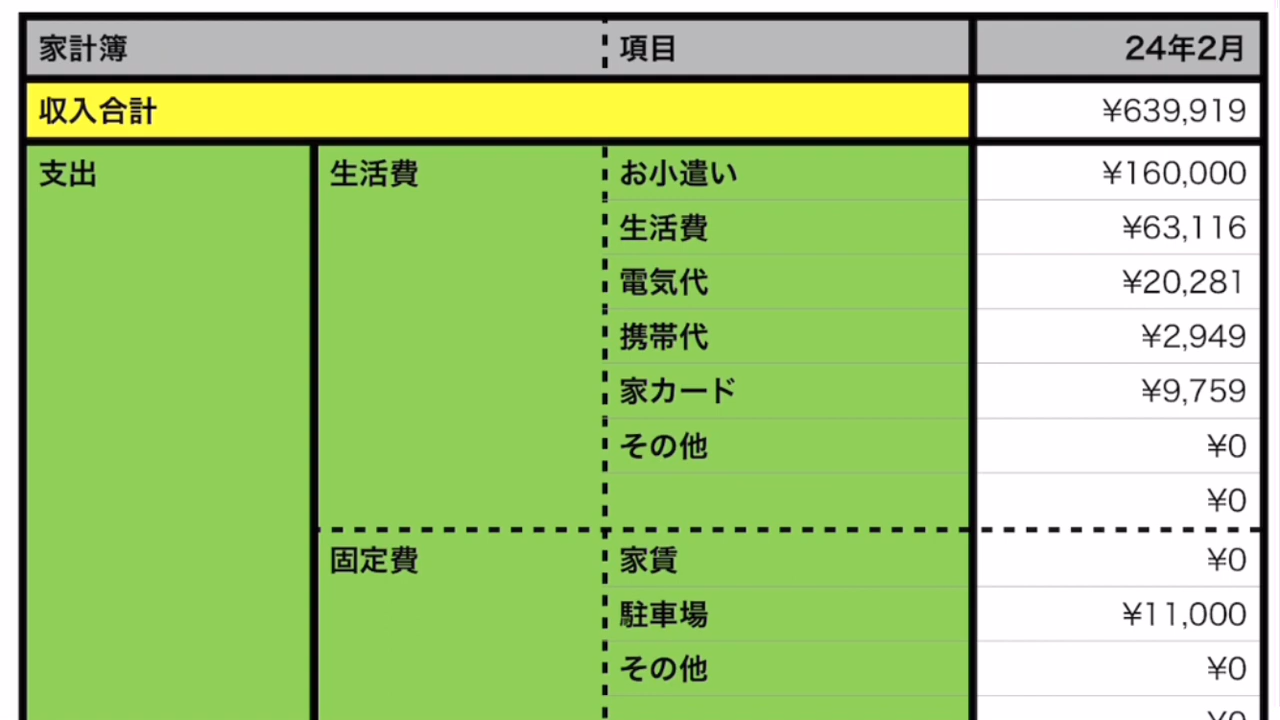 家計簿 項目 24年2月
収入合計 ¥639,919
支出 生活費 お小遣い ¥160,000
生活費 ¥63,116
電気代 ¥20,281
携帯代 ¥2,949
家カード ¥9,759
その他 ¥0
¥0
固定費 家賃 ¥0
駐車場 ¥11,000
その他 ¥0